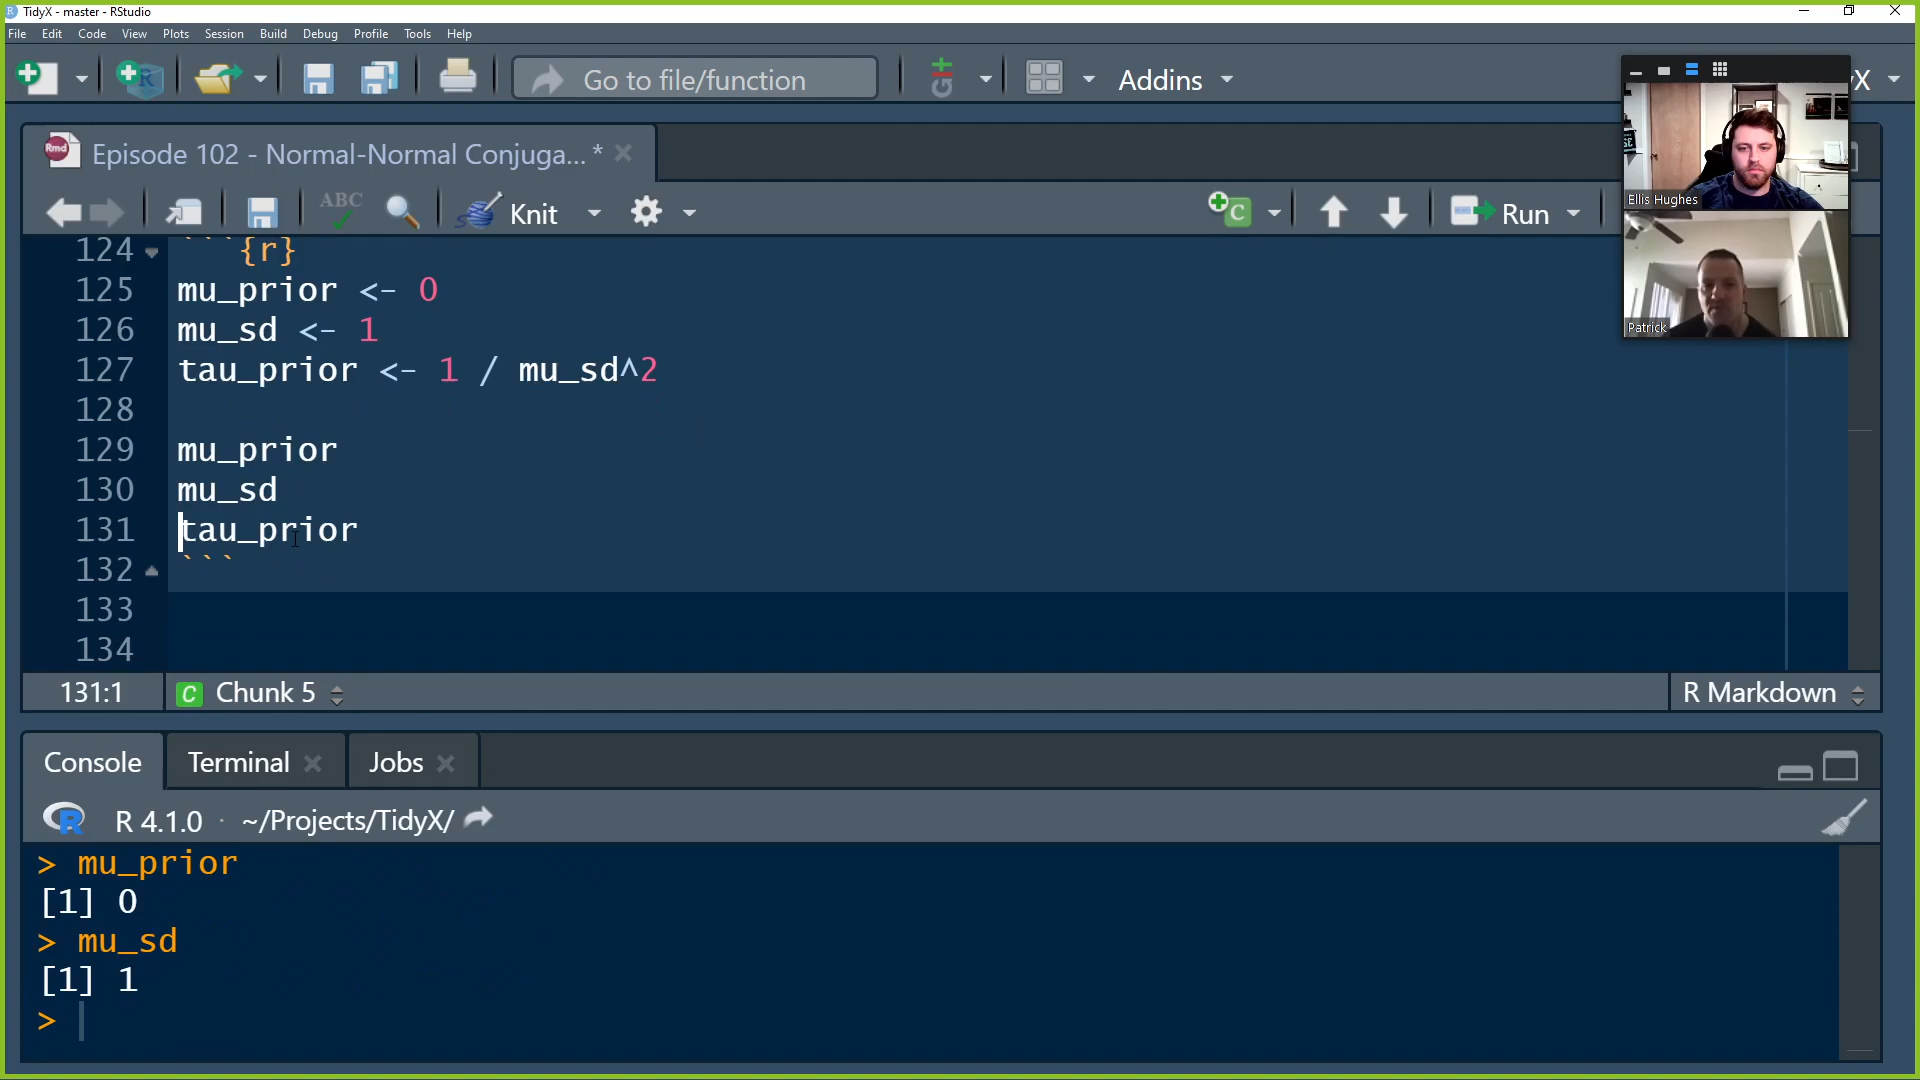 TidyX - master - RStudio
File Edit Code View Plots Session Build Debug Profile Tools Help
Go to file/function
Addins
X
Episode 102 - Normal-Normal Conjuga... *
ABC
Knit
Run
Ellis Hughes
Patrick
124 ```{r}
125 mu_prior <- 0
126 mu_sd <- 1
127 tau_prior <- 1 / mu_sd^2
128
129 mu_prior
130 mu_sd
131 tau_prior
132 ```
133
134
131:1 C Chunk 5 R Markdown
Console Terminal Jobs
R 4.1.0 · ~/Projects/TidyX/
> mu_prior
[1] 0
> mu_sd
[1] 1
>